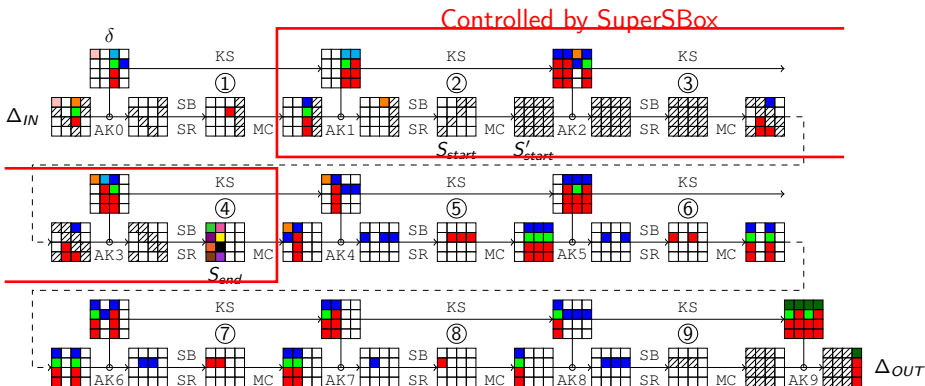 Controlled by SuperSBox
δ
KS KS KS
① ② ③
Δ_IN AK0 SB SR MC AK1 SB SR MC AK2 SB SR MC
S_start S'_start
KS KS KS
④ ⑤ ⑥
AK3 SB SR MC AK4 SB SR MC AK5 SB SR MC
S_end
KS KS KS
⑦ ⑧ ⑨
AK6 SB SR MC AK7 SB SR MC AK8 SB SR MC AK9 Δ_OUT